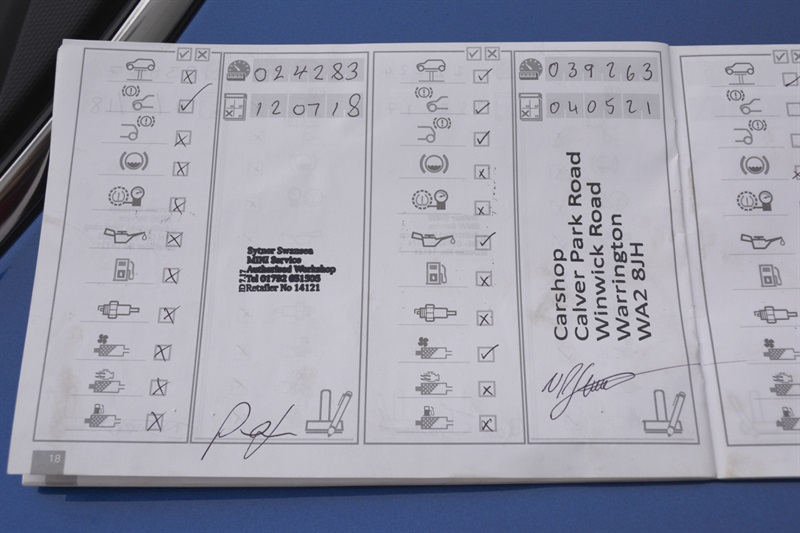 024283
120718
Sytner Swansea
MINI Service
Authorised Workshop
Tel 01792
Retailer No 14121
039263
040521
Carshop
Calver Park Road
Winwick Road
Warrington
WA2 8JH
18